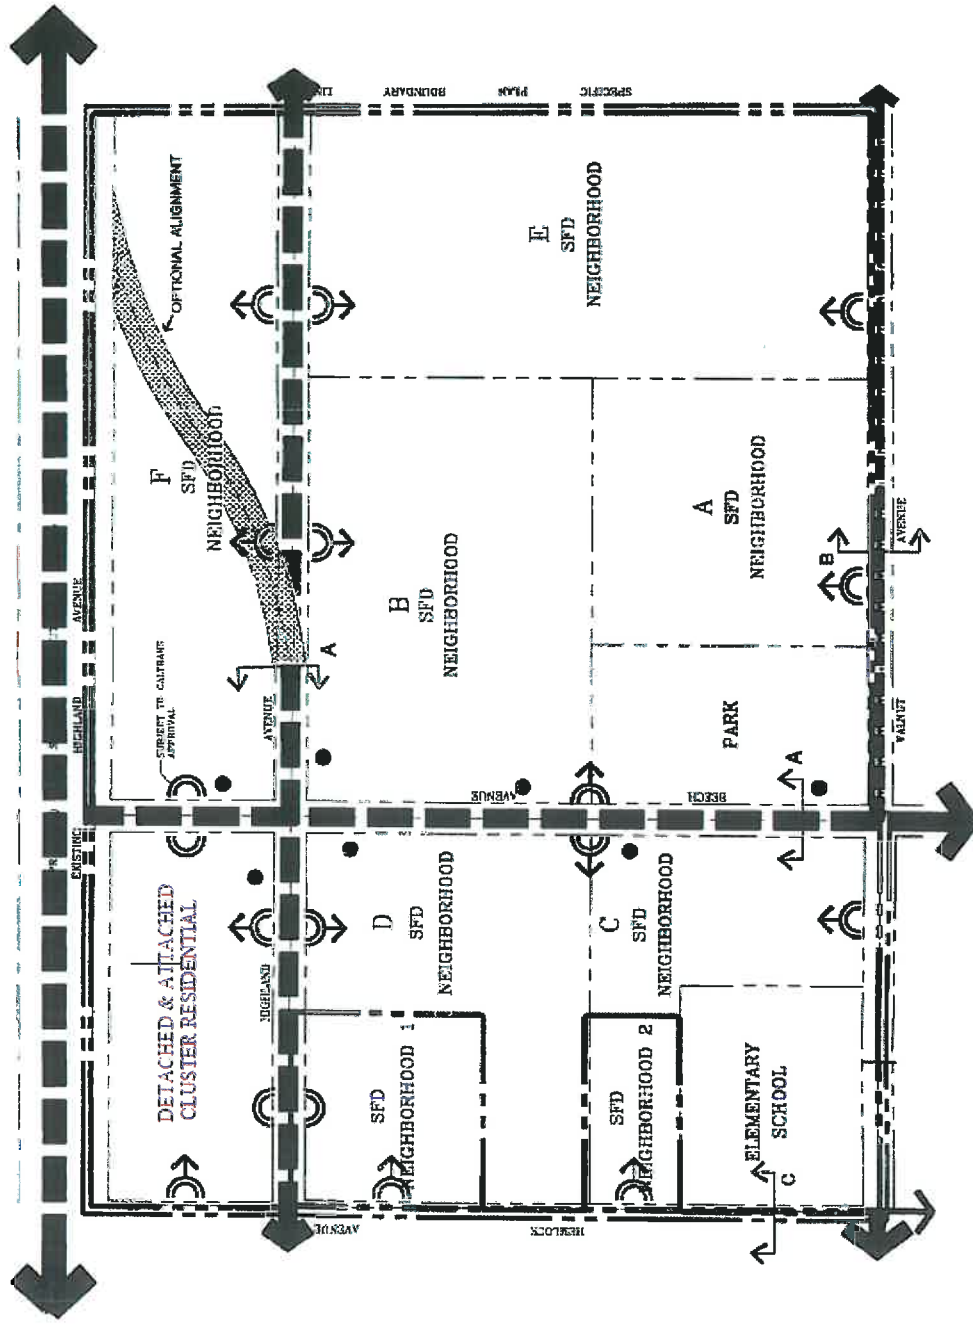 EXISTING
HIGHLAND
AVENUE
OPTIONAL ALIGNMENT
SUBJECT TO CALTRANS
APPROVAL
DETACHED & ATTACHED
CLUSTER RESIDENTIAL
F
SFD
NEIGHBORHOOD
HIGHLAND
AVENUE
A
SPECIFIC PLAN BOUNDARY
SFD
NEIGHBORHOOD 1
D
SFD
NEIGHBORHOOD
B
SFD
NEIGHBORHOOD
E
SFD
NEIGHBORHOOD
HEMLOCK
AVENUE
BEECH
AVENUE
SFD
NEIGHBORHOOD 2
C
SFD
NEIGHBORHOOD
PARK
A
A
SFD
NEIGHBORHOOD
ELEMENTARY
SCHOOL
C
B
WALNUT
AVENUE